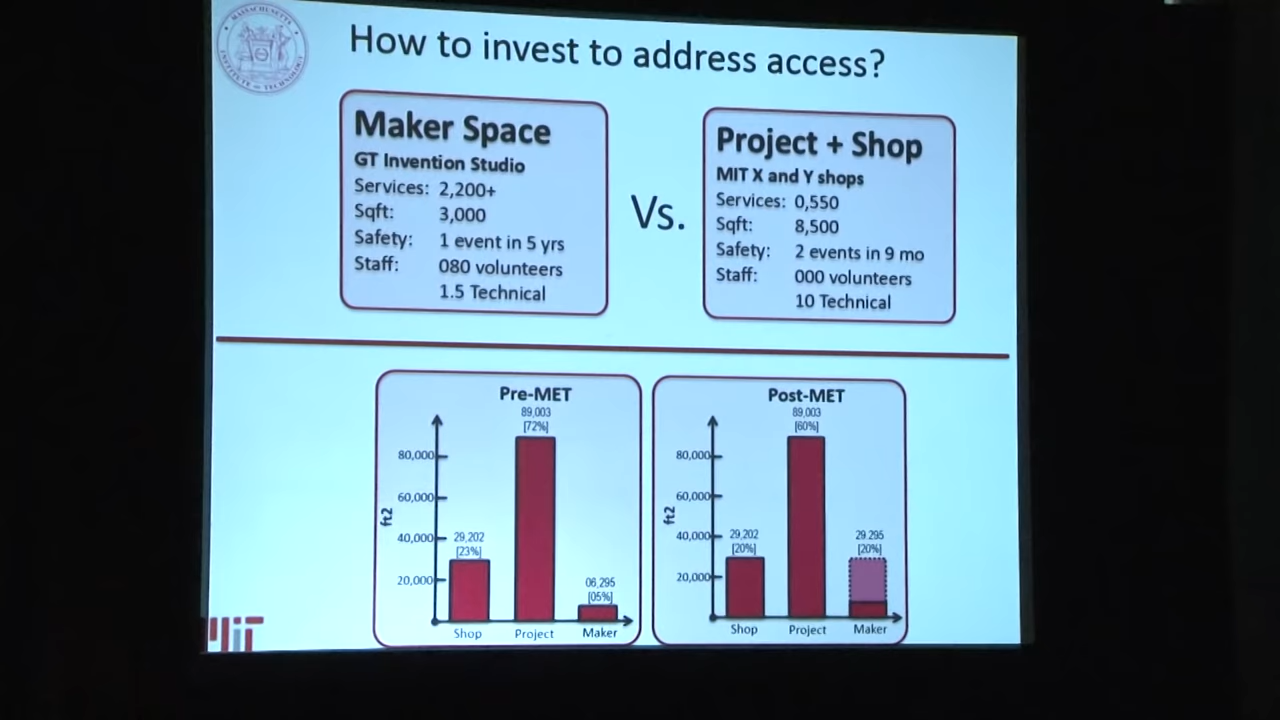 MASSACHUSETTS
INSTITUTE OF TECHNOLOGY
How to invest to address access?
Maker Space
GT Invention Studio
Services: 2,200+
Sqft: 3,000
Safety: 1 event in 5 yrs
Staff: 080 volunteers
1.5 Technical
Vs.
Project + Shop
MIT X and Y shops
Services: 0,550
Sqft: 8,500
Safety: 2 events in 9 mo
Staff: 000 volunteers
10 Technical
Pre-MET
89,003
[72%]
80,000
60,000
ft2
40,000
29,202
[23%]
20,000
06,295
[05%]
Shop Project Maker
Post-MET
89,003
[60%]
80,000
60,000
ft2
40,000
29,202
[20%]
29.295
[20%]
20,000
Shop Project Maker
MIT